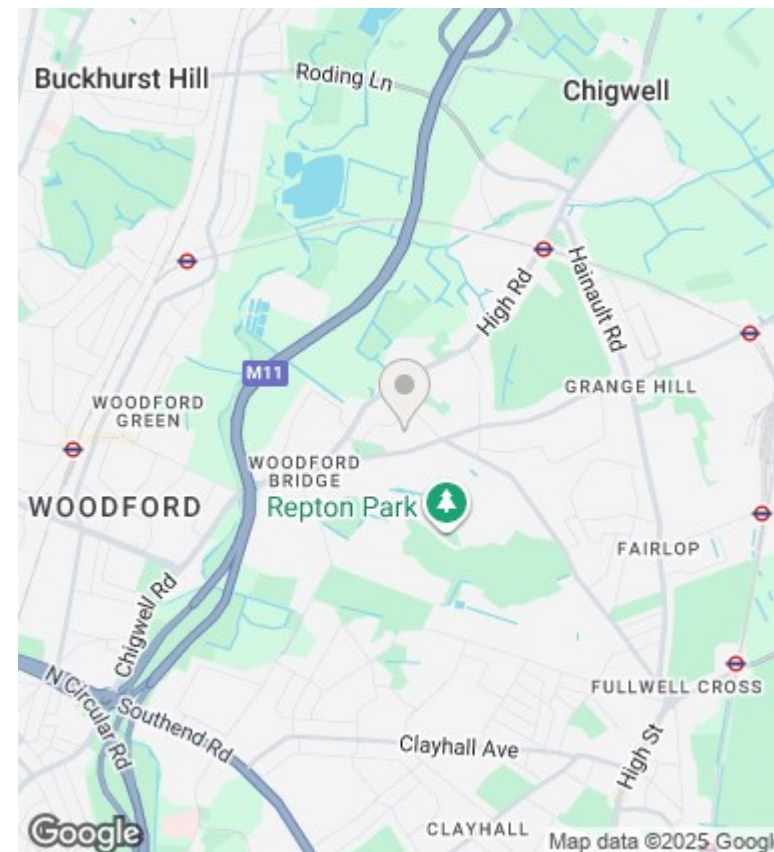 Buckhurst Hill
Roding Ln
Chigwell
High Rd
Hainault Rd
M11
GRANGE HILL
WOODFORD
GREEN
WOODFORD
BRIDGE
WOODFORD
Repton Park
FAIRLOP
Chigwell Rd
N Circular Rd
Southend Rd
FULLWELL CROSS
Clayhall Ave
High St
CLAYHALL
Google
Map data ©2025 Googl